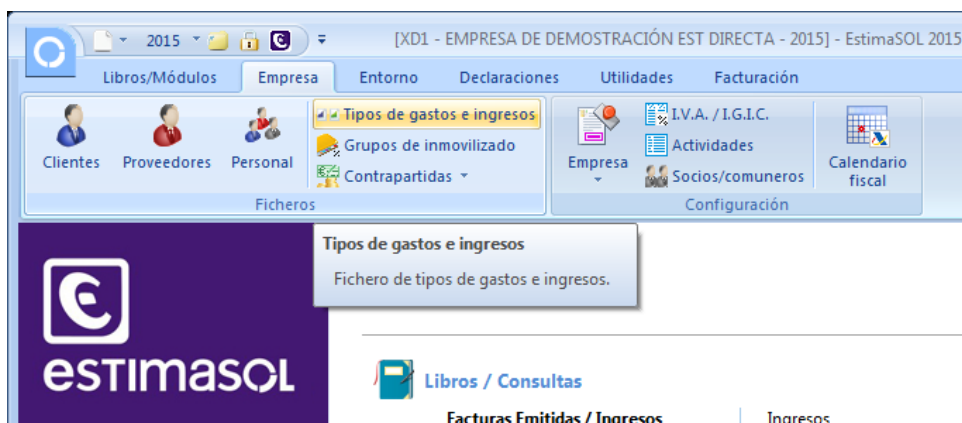 2015
[XD1 - EMPRESA DE DEMOSTRACIÓN EST DIRECTA - 2015] - EstimaSOL 2015
Libros/Módulos Empresa Entorno Declaraciones Utilidades Facturación
Clientes
Proveedores
Personal
Tipos de gastos e ingresos
Grupos de inmovilizado
Contrapartidas
Ficheros
Empresa
I.V.A. / I.G.I.C.
Actividades
Socios/comuneros
Calendario
fiscal
Configuración
Tipos de gastos e ingresos
Fichero de tipos de gastos e ingresos.
estimasol
Libros / Consultas
Facturas Emitidas / Ingresos
Ingresos